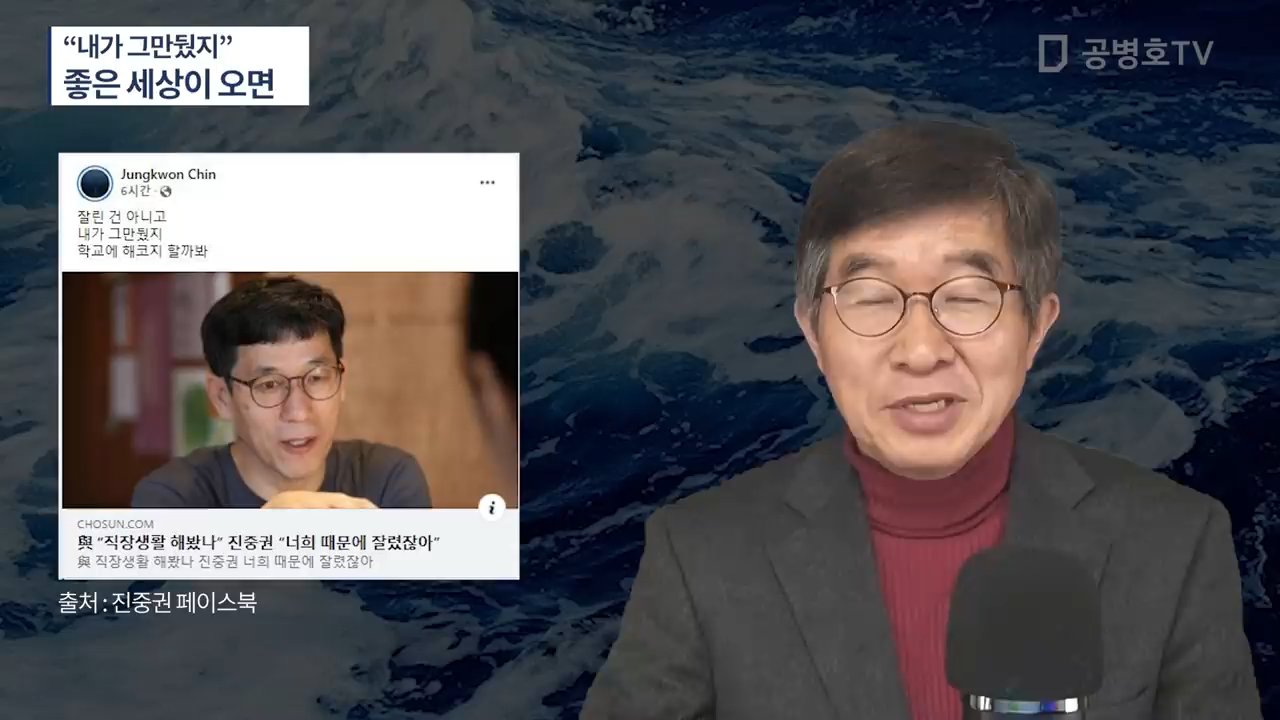 “내가 그만뒀지”
좋은 세상이 오면
공병호TV
Jungkwon Chin
6시간 ·
잘린 건 아니고
내가 그만뒀지
학교에 해코지 할까봐
i
CHOSUN.COM
與 “직장생활 해봤나” 진중권 “너희 때문에 잘렸잖아”
與 직장생활 해봤나 진중권 너희 때문에 잘렸잖아
출처 : 진중권 페이스북